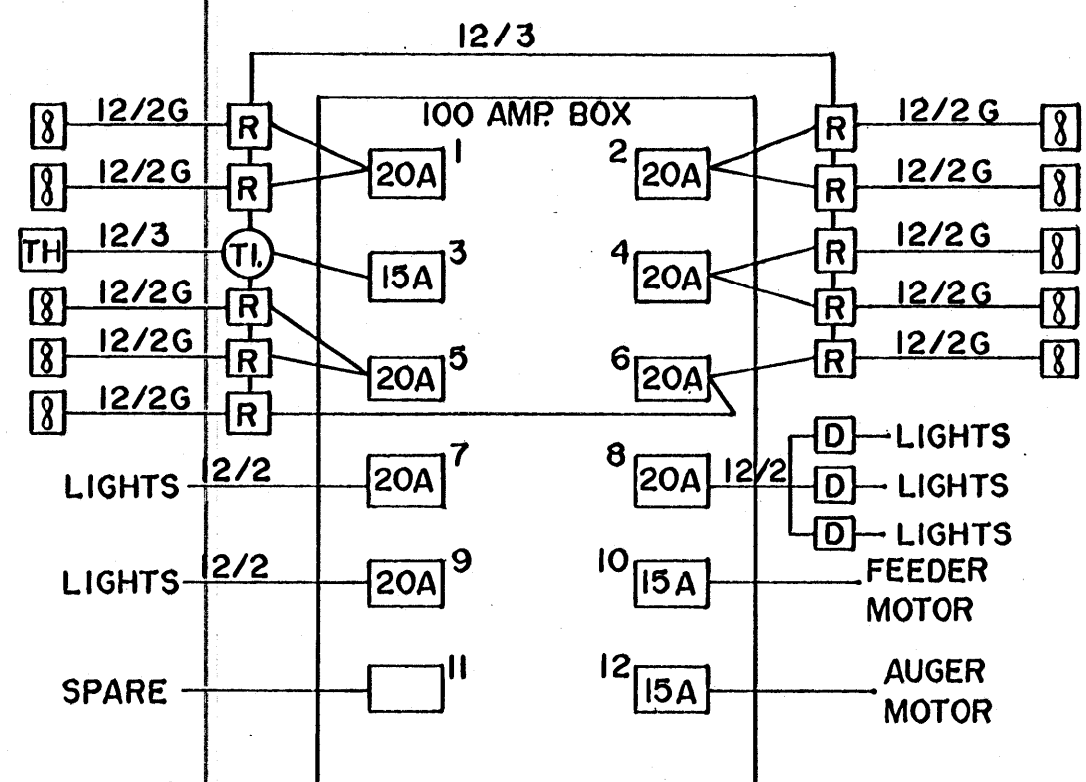 12/3
100 AMP. BOX
12/2G R 1 2 R 12/2G
20A 20A
12/2G R R 12/2G
TH 12/3 T1. 3 4 R 12/2G
15A 20A
12/2G R R 12/2G
12/2G R 5 6 R 12/2G
20A 20A
12/2G R
D LIGHTS
LIGHTS 12/2 7 8 12/2 D LIGHTS
20A 20A
D LIGHTS
LIGHTS 12/2 9 10 FEEDER
20A 15A MOTOR
SPARE 11 12 AUGER
15A MOTOR